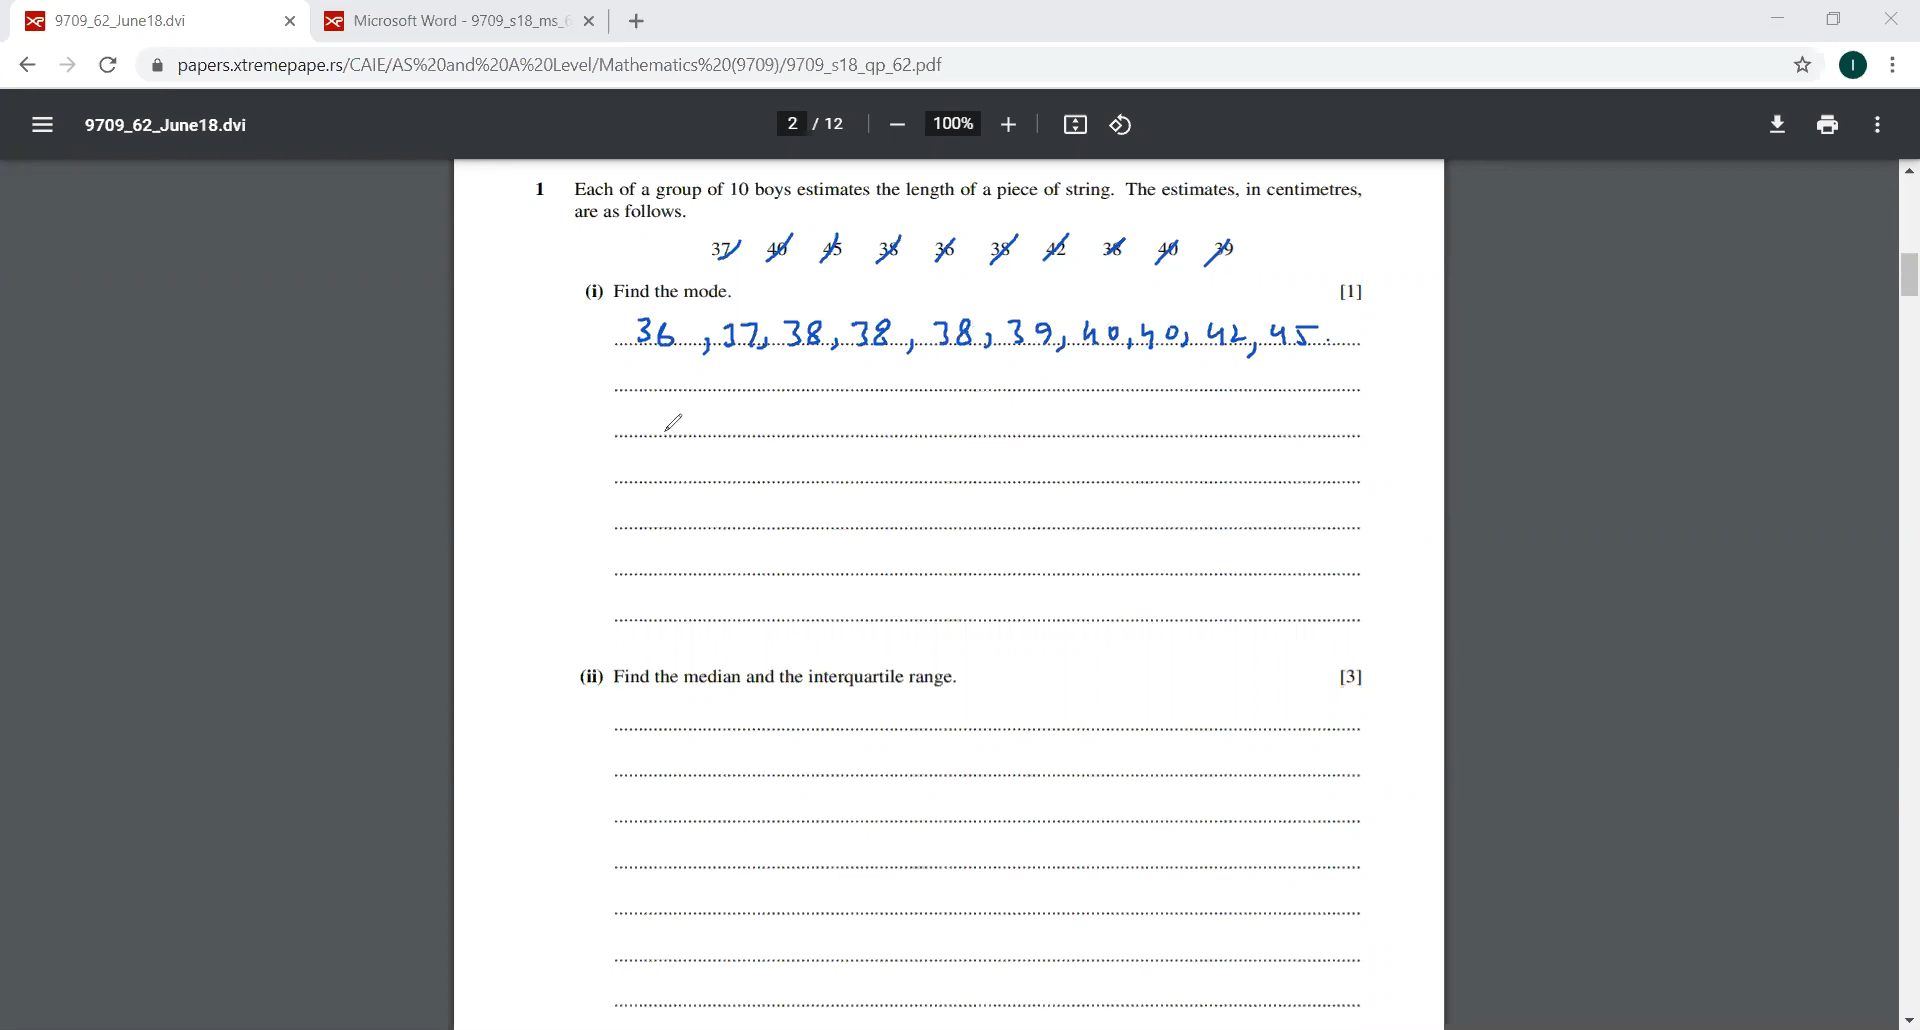 9709_62_June18.dvi
Microsoft Word - 9709_s18_ms_6
papers.xtremepape.rs/CAIE/AS%20and%20A%20Level/Mathematics%20(9709)/9709_s18_qp_62.pdf
I
9709_62_June18.dvi
2 / 12
100%
1 Each of a group of 10 boys estimates the length of a piece of string. The estimates, in centimetres,
are as follows.
37 40 45 38 36 38 42 38 40 39
(i) Find the mode. [1]
36 , 37, 38, 38, 38, 39, 40, 40, 42, 45.
(ii) Find the median and the interquartile range. [3]